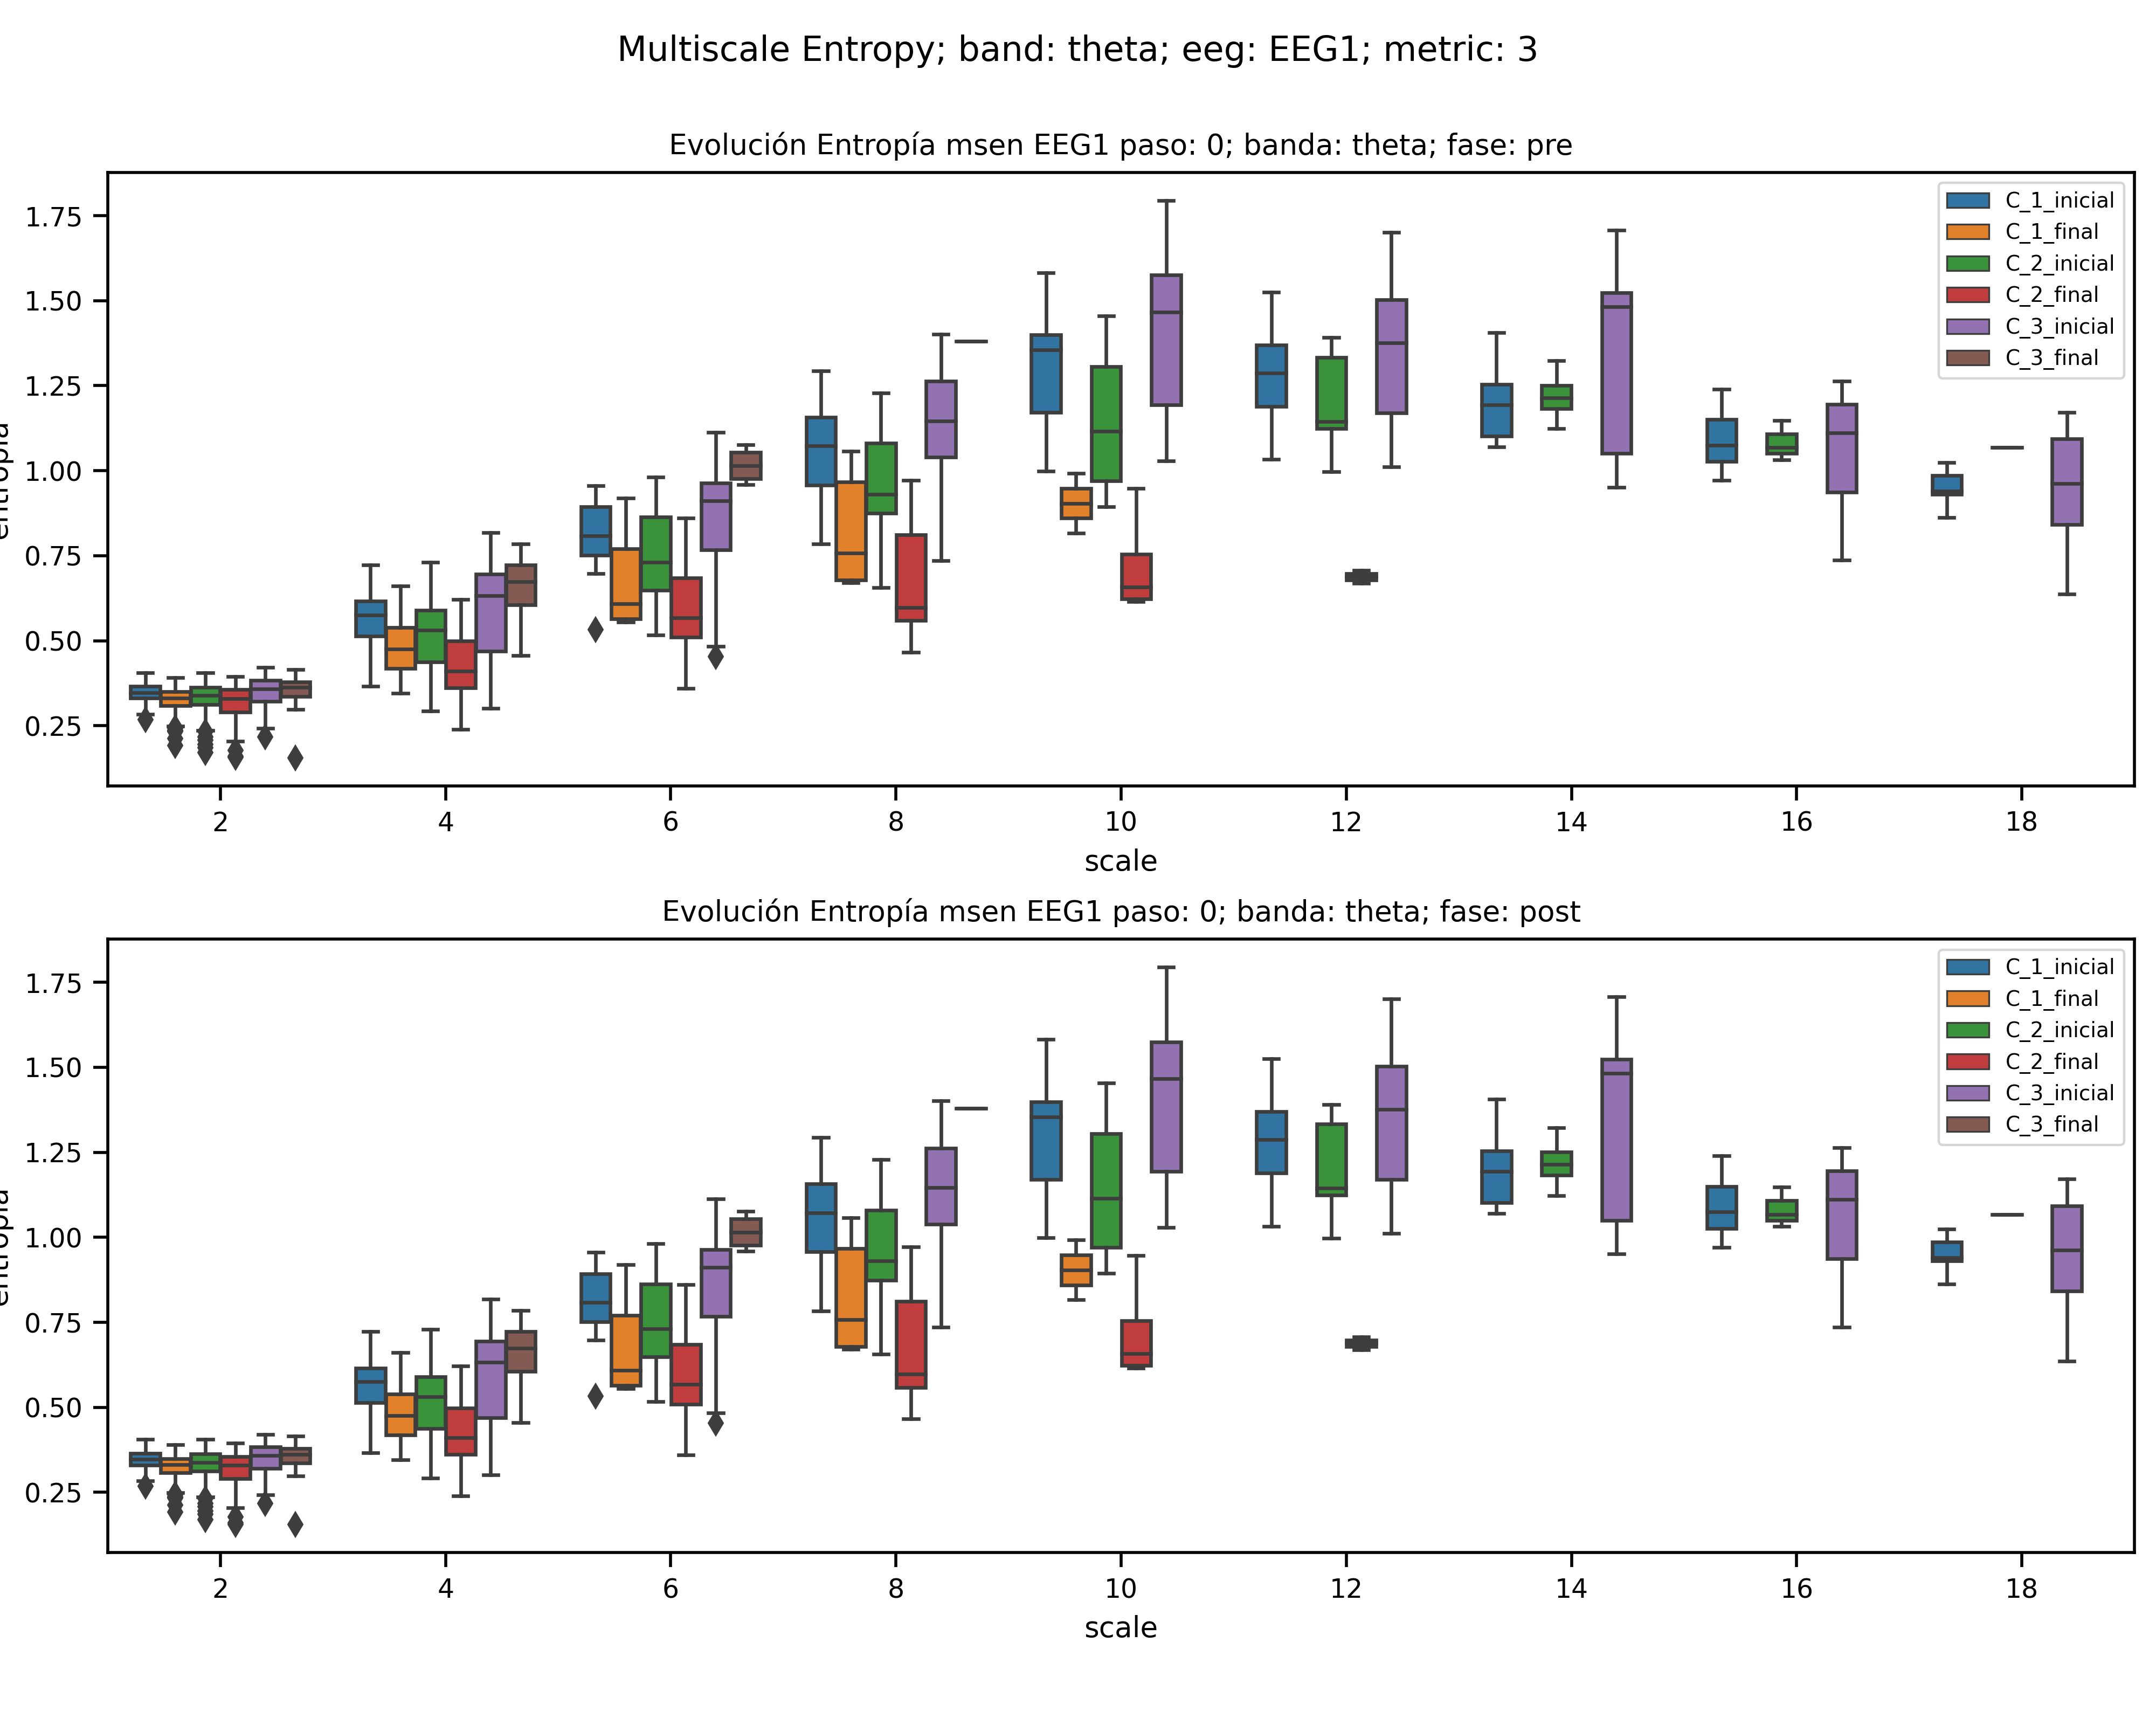 Multiscale Entropy; band: theta; eeg: EEG1; metric: 3
Evolución Entropía msen EEG1 paso: 0; banda: theta; fase: pre
1.75
1.50
1.25
1.00
0.75
0.50
0.25
entropia
C_1_inicial
C_1_final
C_2_inicial
C_2_final
C_3_inicial
C_3_final
2 4 6 8 10 12 14 16 18
scale
Evolución Entropía msen EEG1 paso: 0; banda: theta; fase: post
1.75
1.50
1.25
1.00
0.75
0.50
0.25
entropia
C_1_inicial
C_1_final
C_2_inicial
C_2_final
C_3_inicial
C_3_final
2 4 6 8 10 12 14 16 18
scale